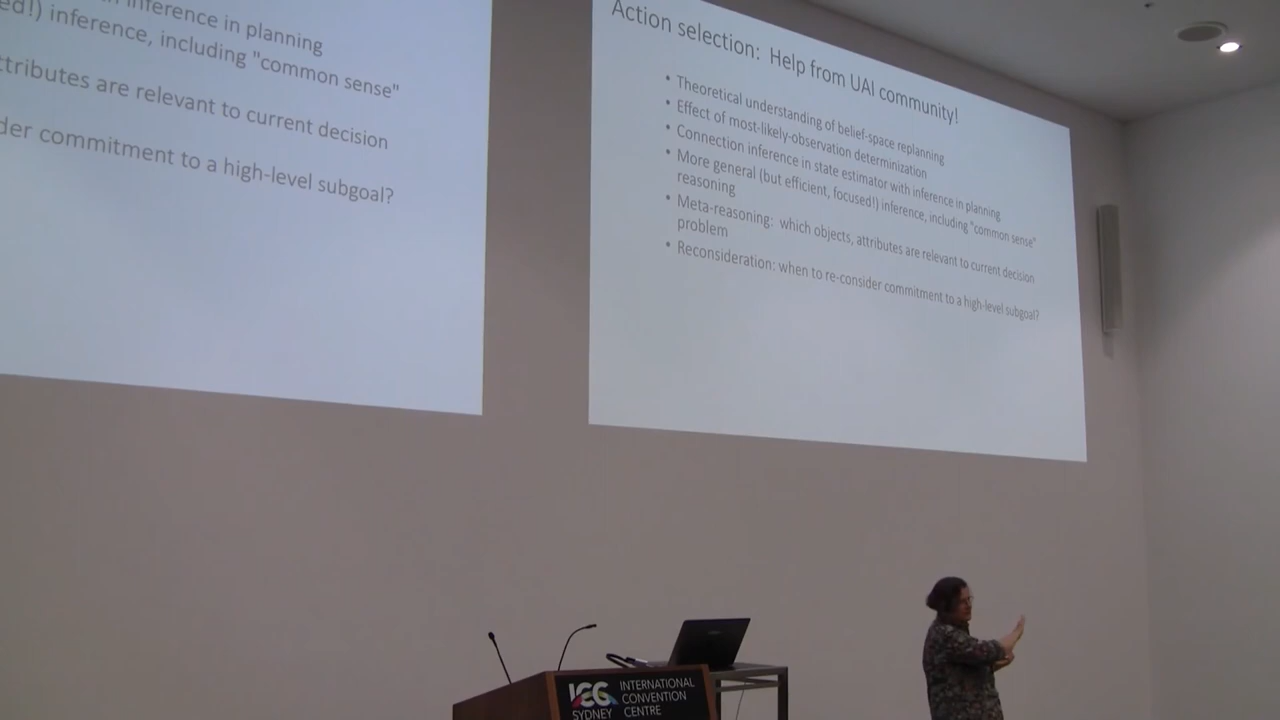 inference in planning
ed!) inference, including "common sense"
ttributes are relevant to current decision
der commitment to a high-level subgoal?
Action selection: Help from UAI community!
• Theoretical understanding of belief-space replanning
• Effect of most-likely-observation determinization
• Connection inference in state estimator with inference in planning
• More general (but efficient, focused!) inference, including "common sense"
reasoning
• Meta-reasoning: which objects, attributes are relevant to current decision
problem
• Reconsideration: when to re-consider commitment to a high-level subgoal?
ICC
SYDNEY
INTERNATIONAL
CONVENTION
CENTRE